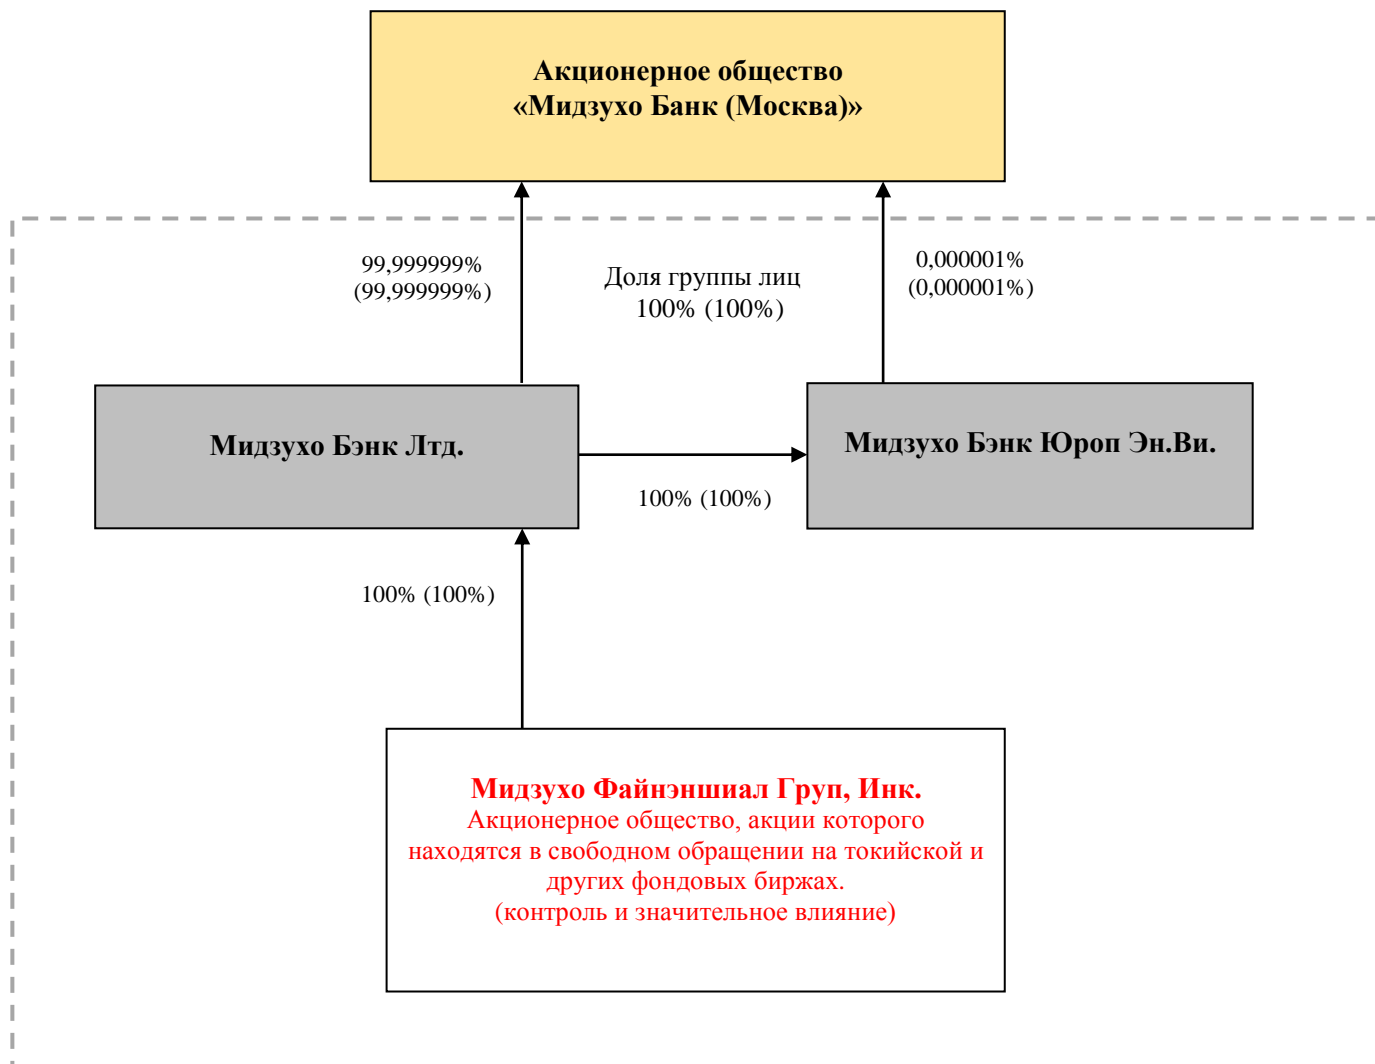 Акционерное общество
«Мидзухо Банк (Москва)»
99,999999%
(99,999999%)
Доля группы лиц
100% (100%)
0,000001%
(0,000001%)
Мидзухо Бэнк Лтд.
Мидзухо Бэнк Юроп Эн.Ви.
100% (100%)
100% (100%)
Мидзухо Файнэншиал Груп, Инк.
Акционерное общество, акции которого
находятся в свободном обращении на токийской и
других фондовых биржах.
(контроль и значительное влияние)